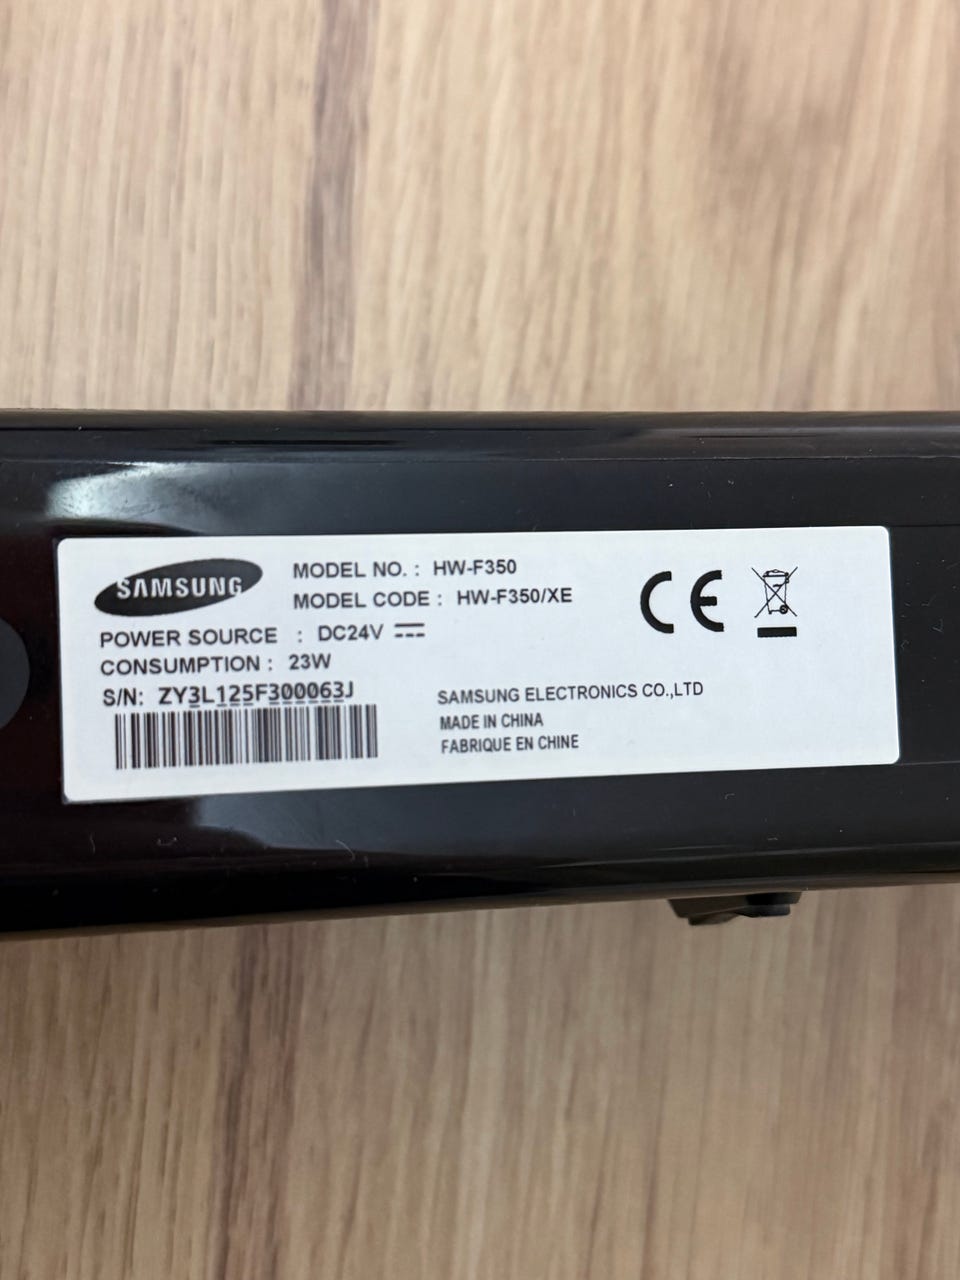 SAMSUNG
MODEL NO. : HW-F350
MODEL CODE : HW-F350/XE
POWER SOURCE : DC24V
CONSUMPTION : 23W
S/N: ZY3L125F300063J
SAMSUNG ELECTRONICS CO.,LTD
MADE IN CHINA
FABRIQUE EN CHINE
CE